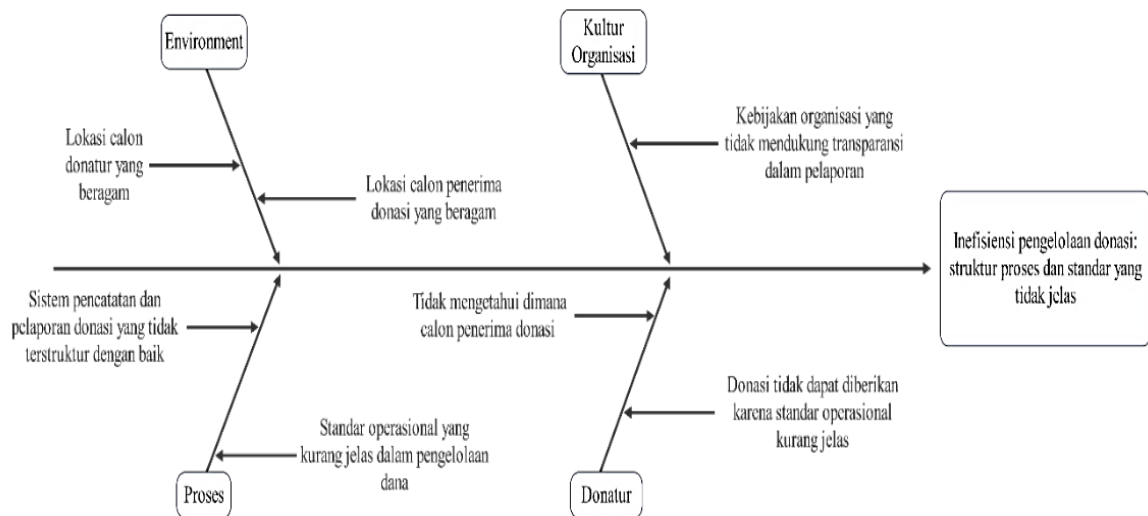 Environment
Kultur
Organisasi
Lokasi calon
donatur yang
beragam
Lokasi calon penerima
donasi yang beragam
Kebijakan organisasi yang
tidak mendukung transparansi
dalam pelaporan
Inefisiensi pengelolaan donasi:
struktur proses dan standar yang
tidak jelas
Sistem pencatatan dan
pelaporan donasi yang tidak
terstruktur dengan baik
Standar operasional yang
kurang jelas dalam pengelolaan
dana
Tidak mengetahui dimana
calon penerima donasi
Donasi tidak dapat diberikan
karena standar operasional
kurang jelas
Proses
Donatur